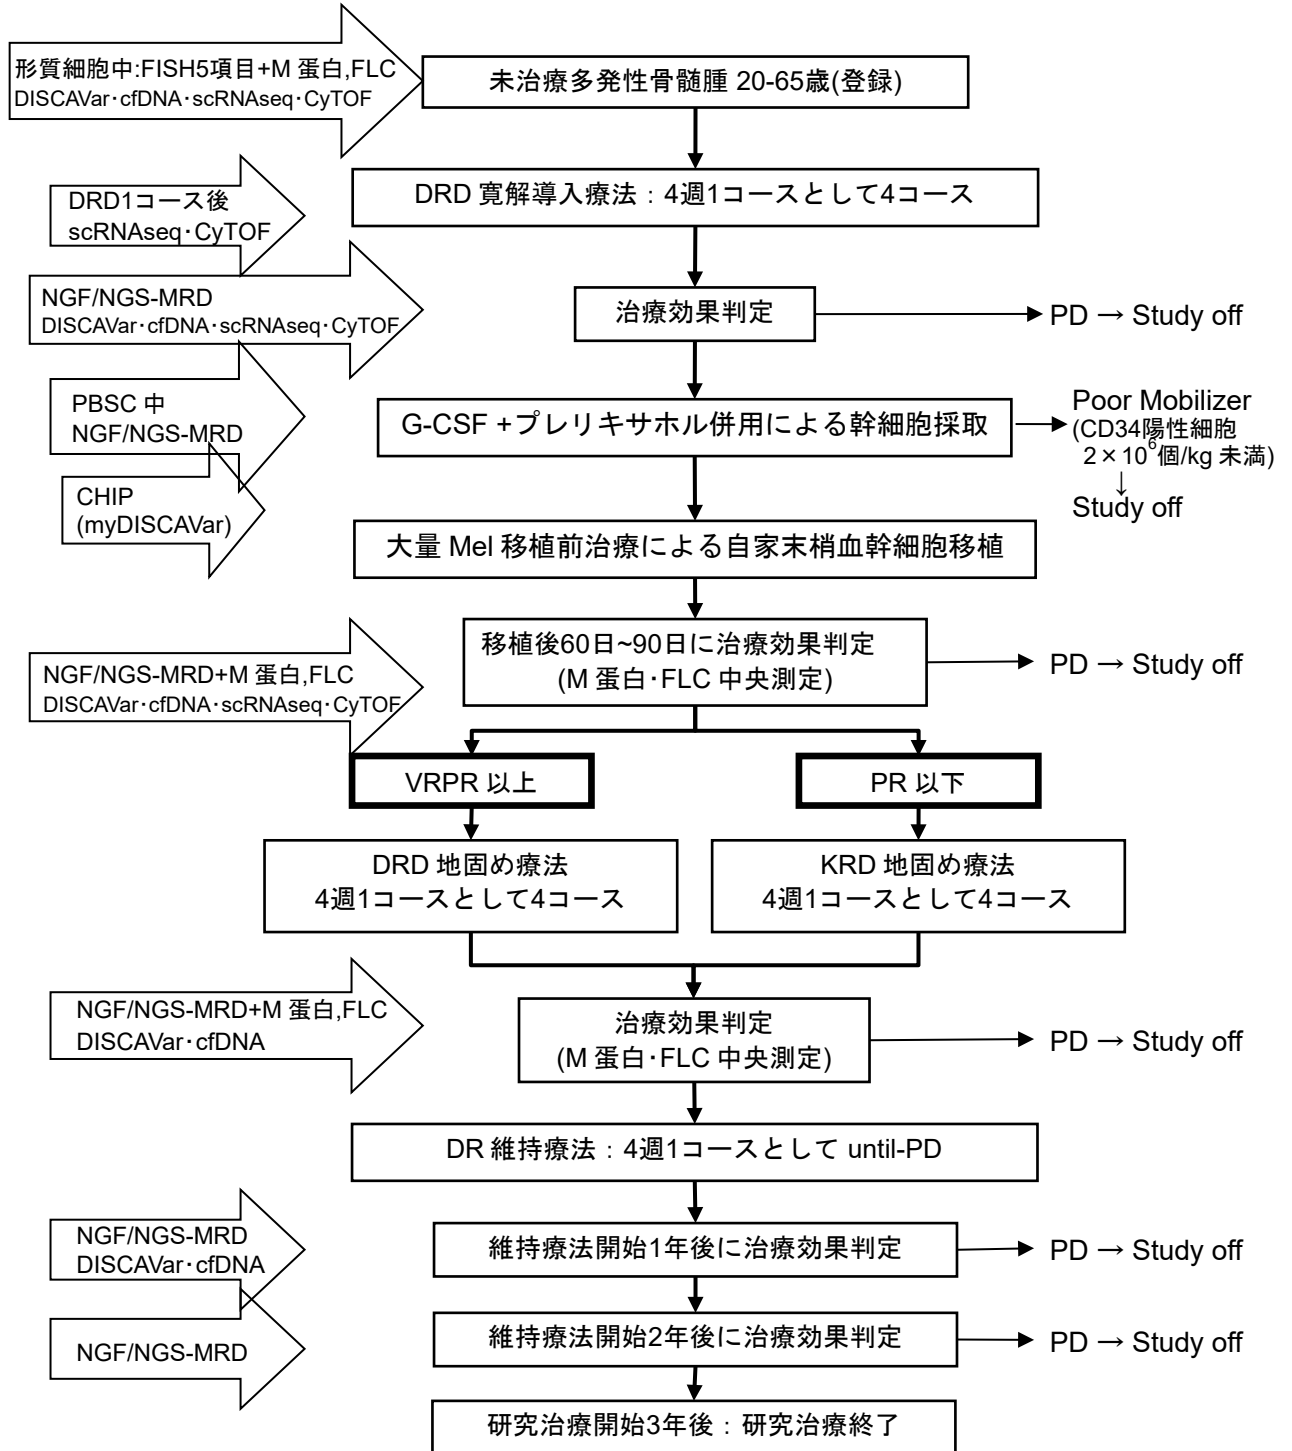 形質細胞中:FISH5項目+M 蛋白,FLC
DISCAVar･cfDNA･scRNAseq･CyTOF
未治療多発性骨髄腫 20-65歳(登録)
DRD1コース後
scRNAseq･CyTOF
DRD 寛解導入療法：4週1コースとして4コース
NGF/NGS-MRD
DISCAVar･cfDNA･scRNAseq･CyTOF
治療効果判定
PD → Study off
PBSC 中
NGF/NGS-MRD
G-CSF +プレリキサホル併用による幹細胞採取
Poor Mobilizer
(CD34陽性細胞
2×10⁶個/kg 未満)
↓
Study off
CHIP
(myDISCAVar)
大量 Mel 移植前治療による自家末梢血幹細胞移植
NGF/NGS-MRD+M 蛋白,FLC
DISCAVar･cfDNA･scRNAseq･CyTOF
移植後60日~90日に治療効果判定
(M 蛋白･FLC 中央測定)
PD → Study off
VRPR 以上
PR 以下
DRD 地固め療法
4週1コースとして4コース
KRD 地固め療法
4週1コースとして4コース
NGF/NGS-MRD+M 蛋白,FLC
DISCAVar･cfDNA
治療効果判定
(M 蛋白･FLC 中央測定)
PD → Study off
DR 維持療法：4週1コースとして until-PD
NGF/NGS-MRD
DISCAVar･cfDNA
維持療法開始1年後に治療効果判定
PD → Study off
NGF/NGS-MRD
維持療法開始2年後に治療効果判定
PD → Study off
研究治療開始3年後：研究治療終了